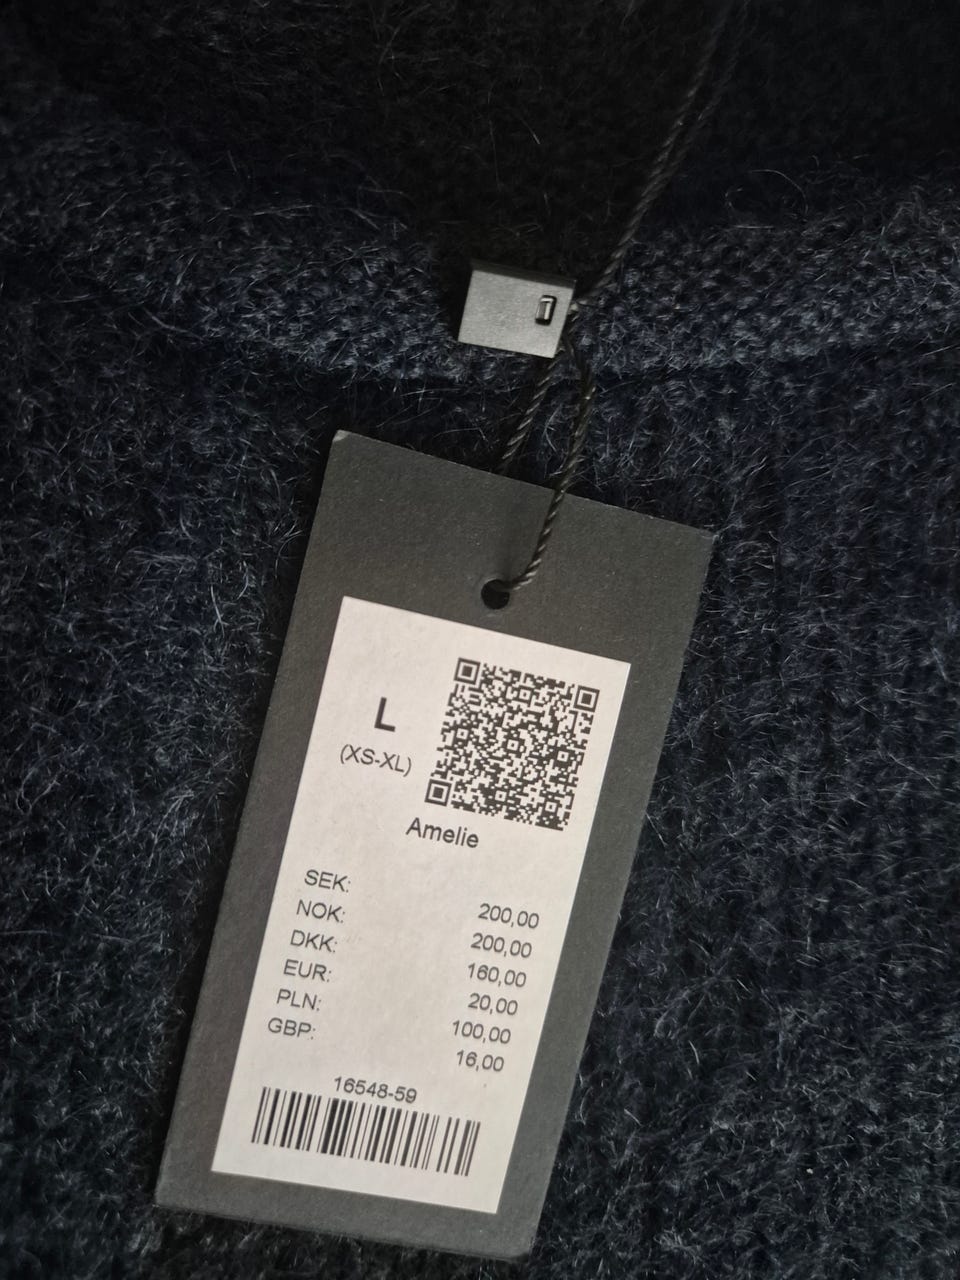 L
(XS-XL)
Amelie
SEK: 200,00
NOK: 200,00
DKK: 160,00
EUR: 20,00
PLN: 100,00
GBP: 16,00
16548-59